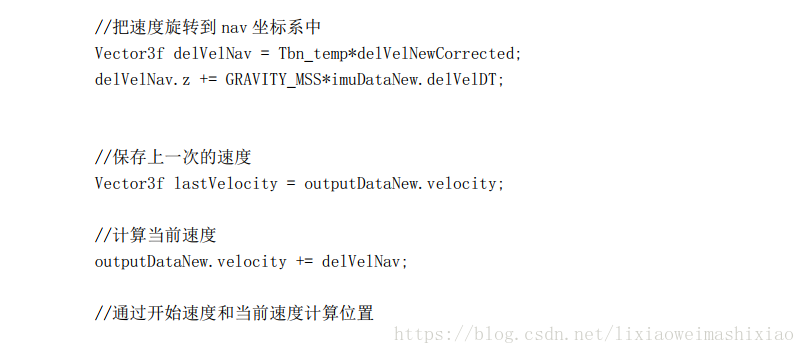 //把速度旋转到 nav 坐标系中
Vector3f delVelNav = Tbn_temp*delVelNewCorrected;
delVelNav.z += GRAVITY_MSS*imuDataNew.delVelDT;
//保存上一次的速度
Vector3f lastVelocity = outputDataNew.velocity;
//计算当前速度
outputDataNew.velocity += delVelNav;
//通过开始速度和当前速度计算位置
https://blog.csdn.net/lixiaoweimashixiao